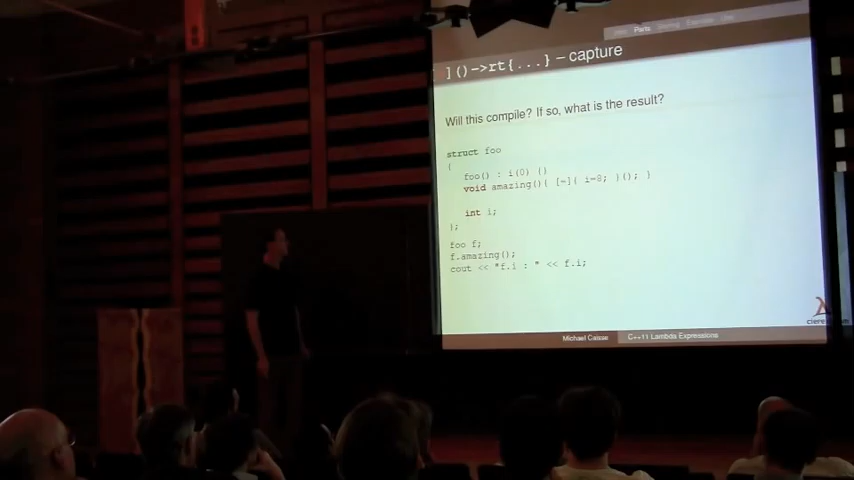 Parts
]()->rt{...} – capture
Will this compile? If so, what is the result?
struct foo
{
foo() : i(0) {}
void amazing(){ [=]{ i=8; }(); }
int i;
};
foo f;
f.amazing();
cout << "f.i : " << f.i;
Michael Caisse
C++11 Lambda Expressions